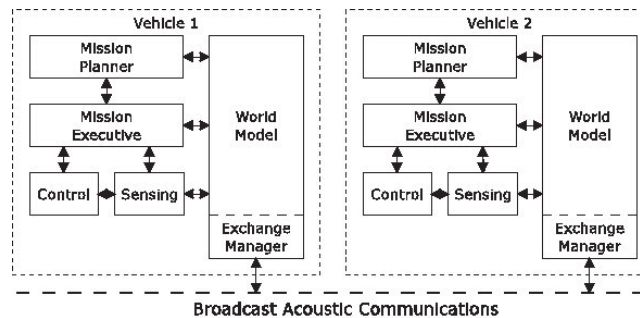 Vehicle 1
Mission
Planner
Mission
Executive
Control
Sensing
World
Model
Exchange
Manager
Vehicle 2
Mission
Planner
Mission
Executive
Control
Sensing
World
Model
Exchange
Manager
Broadcast Acoustic Communications